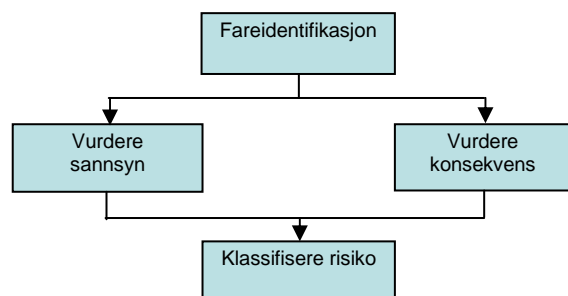 Fareidentifikasjon
Vurdere
sannsyn
Vurdere
konsekvens
Klassifisere risiko